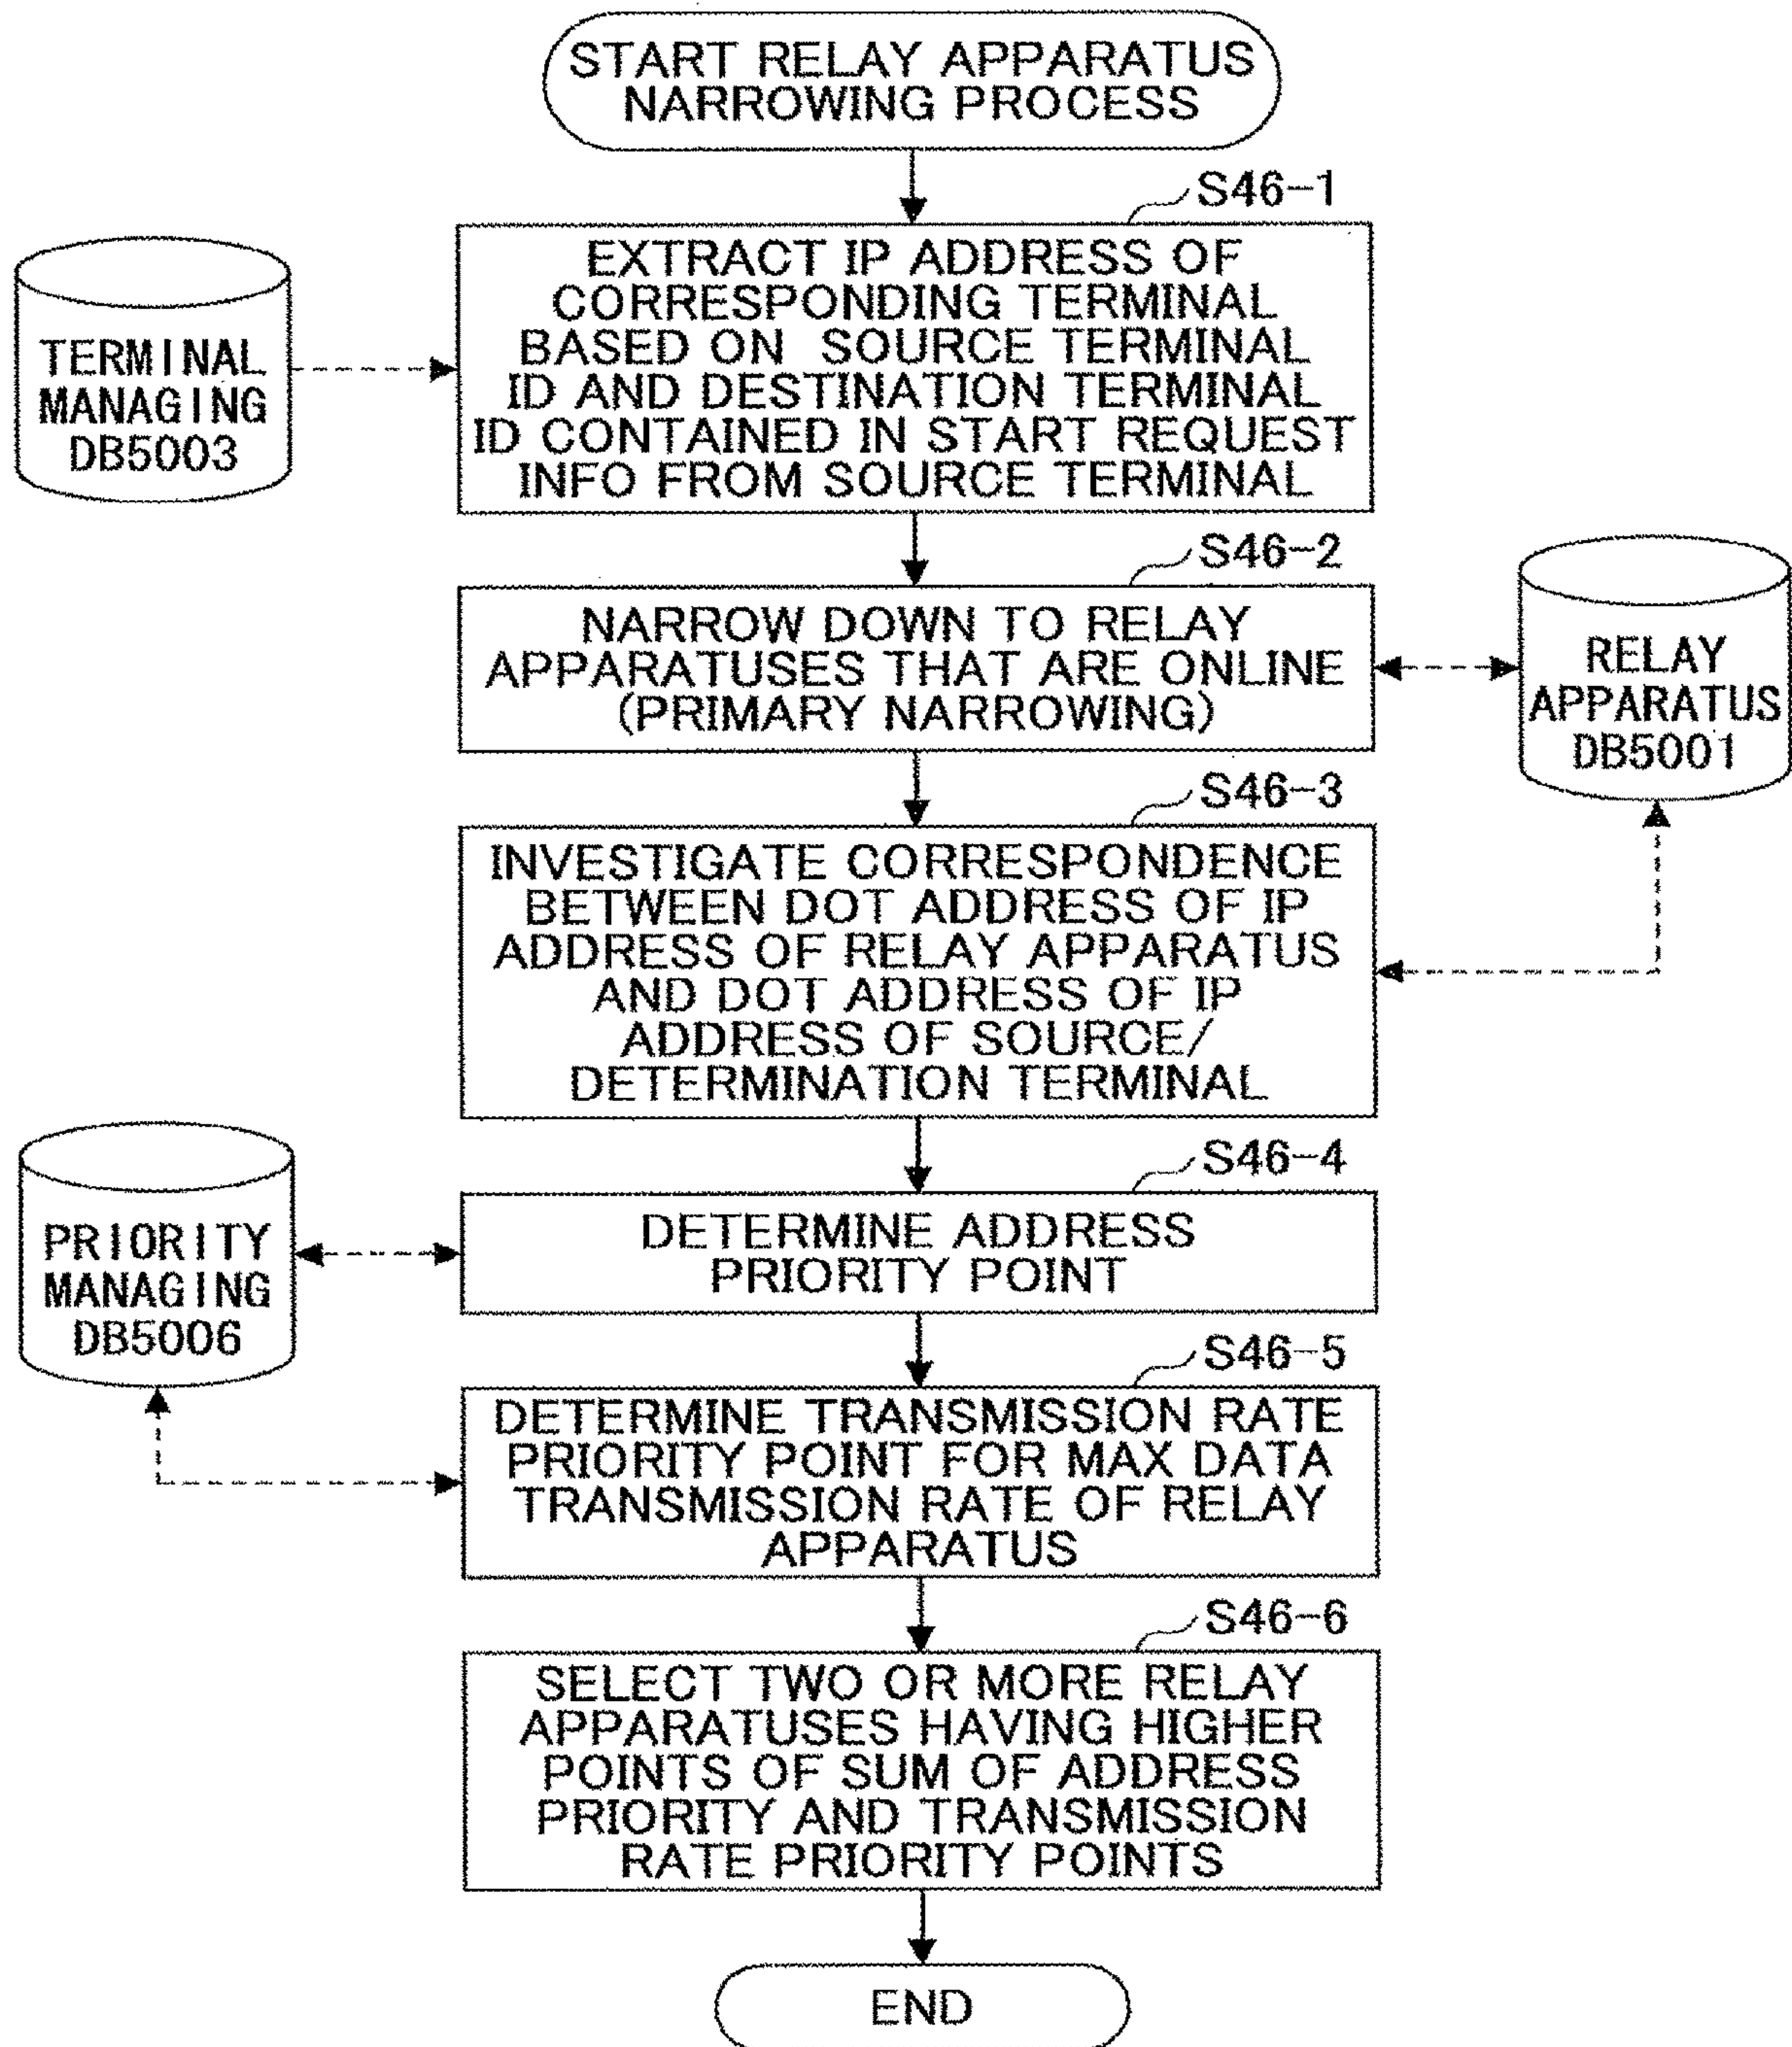 START RELAY APPARATUS
NARROWING PROCESS
S46-1
EXTRACT IP ADDRESS OF
CORRESPONDING TERMINAL
BASED ON SOURCE TERMINAL
ID AND DESTINATION TERMINAL
ID CONTAINED IN START REQUEST
INFO FROM SOURCE TERMINAL
TERMINAL
MANAGING
DB5003
S46-2
NARROW DOWN TO RELAY
APPARATUSES THAT ARE ONLINE
(PRIMARY NARROWING)
RELAY
APPARATUS
DB5001
S46-3
INVESTIGATE CORRESPONDENCE
BETWEEN DOT ADDRESS OF IP
ADDRESS OF RELAY APPARATUS
AND DOT ADDRESS OF IP
ADDRESS OF SOURCE/
DETERMINATION TERMINAL
S46-4
DETERMINE ADDRESS
PRIORITY POINT
PRIORITY
MANAGING
DB5006
S46-5
DETERMINE TRANSMISSION RATE
PRIORITY POINT FOR MAX DATA
TRANSMISSION RATE OF RELAY
APPARATUS
S46-6
SELECT TWO OR MORE RELAY
APPARATUSES HAVING HIGHER
POINTS OF SUM OF ADDRESS
PRIORITY AND TRANSMISSION
RATE PRIORITY POINTS
END